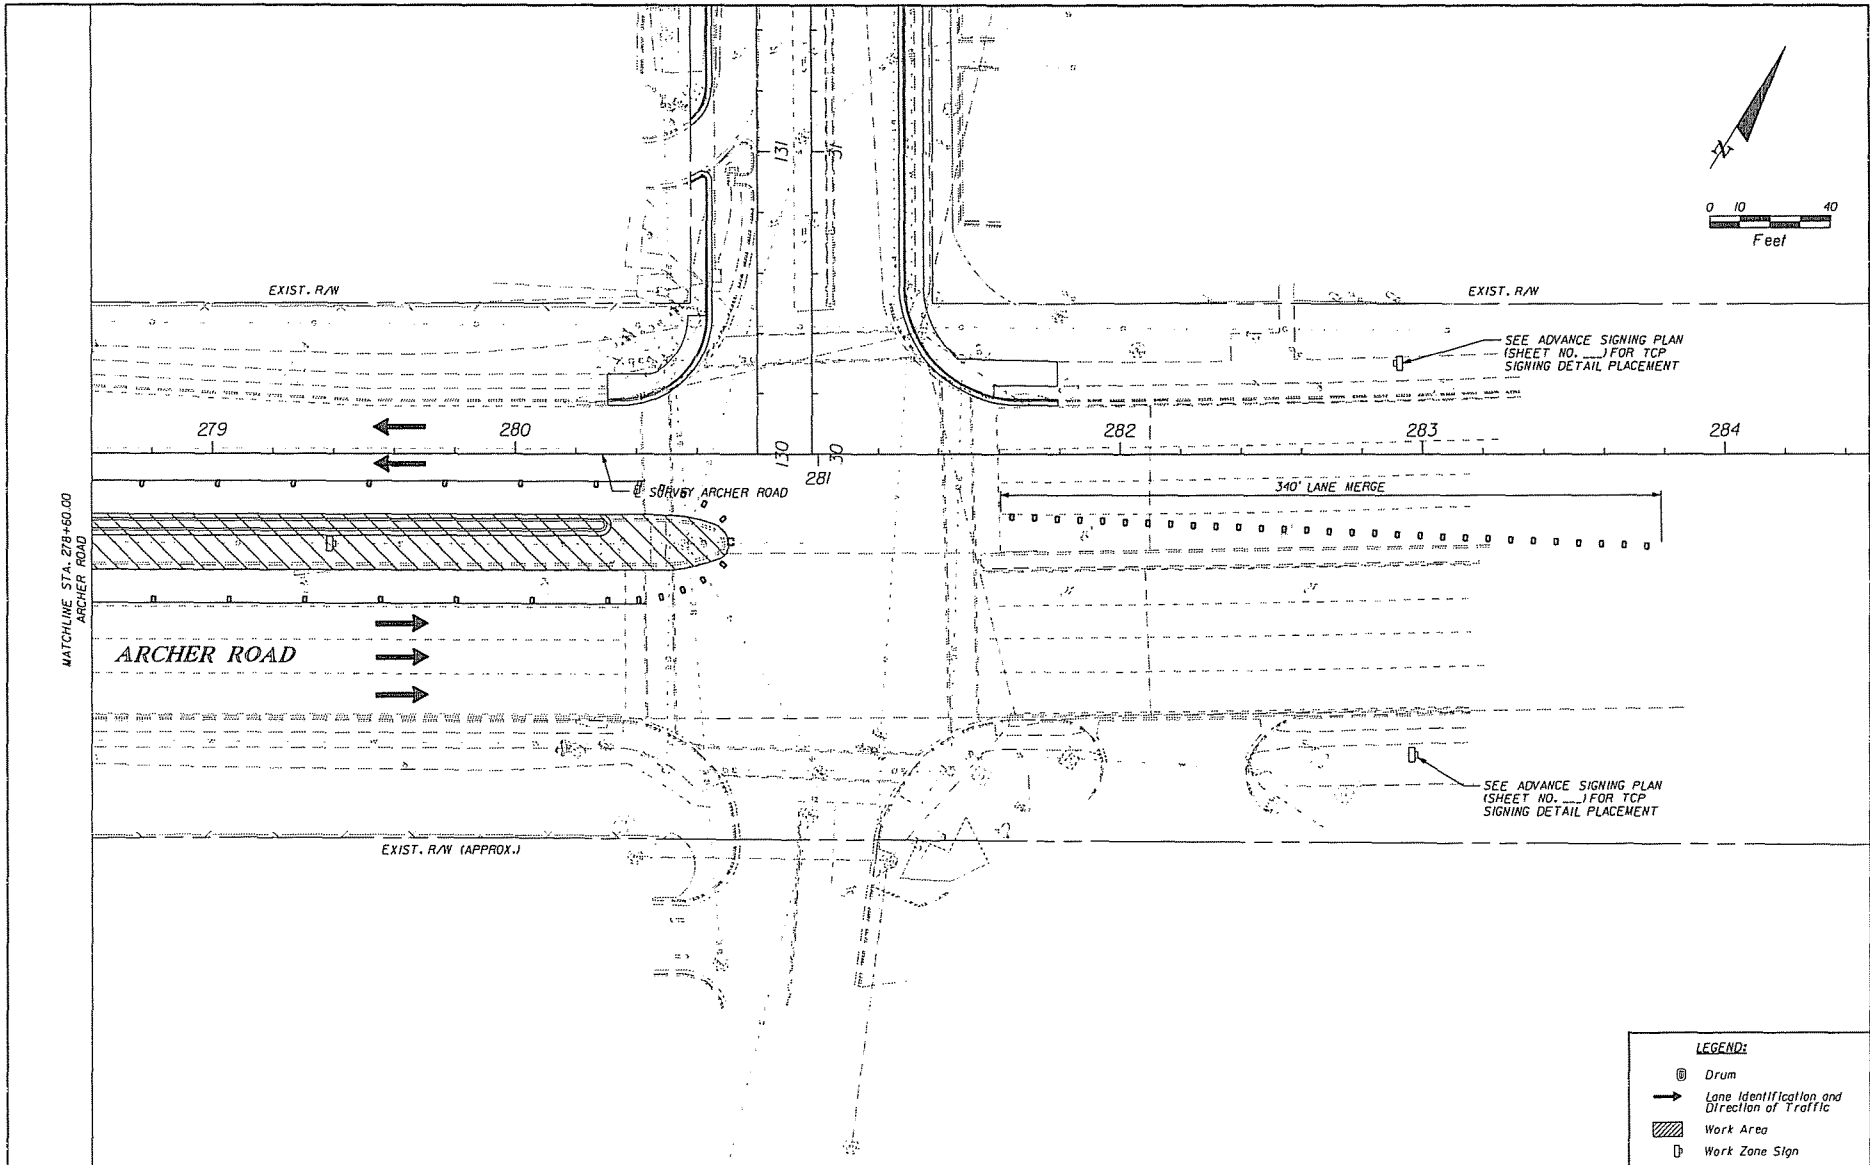 131
31
N
0 10 40
Feet
EXIST. R/W
EXIST. R/W
SEE ADVANCE SIGNING PLAN
(SHEET NO. ___) FOR TCP
SIGNING DETAIL PLACEMENT
279
280
130
30
281
282
283
284
SURVEY ARCHER ROAD
340' LANE MERGE
MATCHLINE STA. 278+60.00
ARCHER ROAD
ARCHER ROAD
SEE ADVANCE SIGNING PLAN
(SHEET NO. ___) FOR TCP
SIGNING DETAIL PLACEMENT
EXIST. R/W (APPROX.)
LEGEND:
Drum
Lane Identification and
Direction of Traffic
Work Area
Work Zone Sign